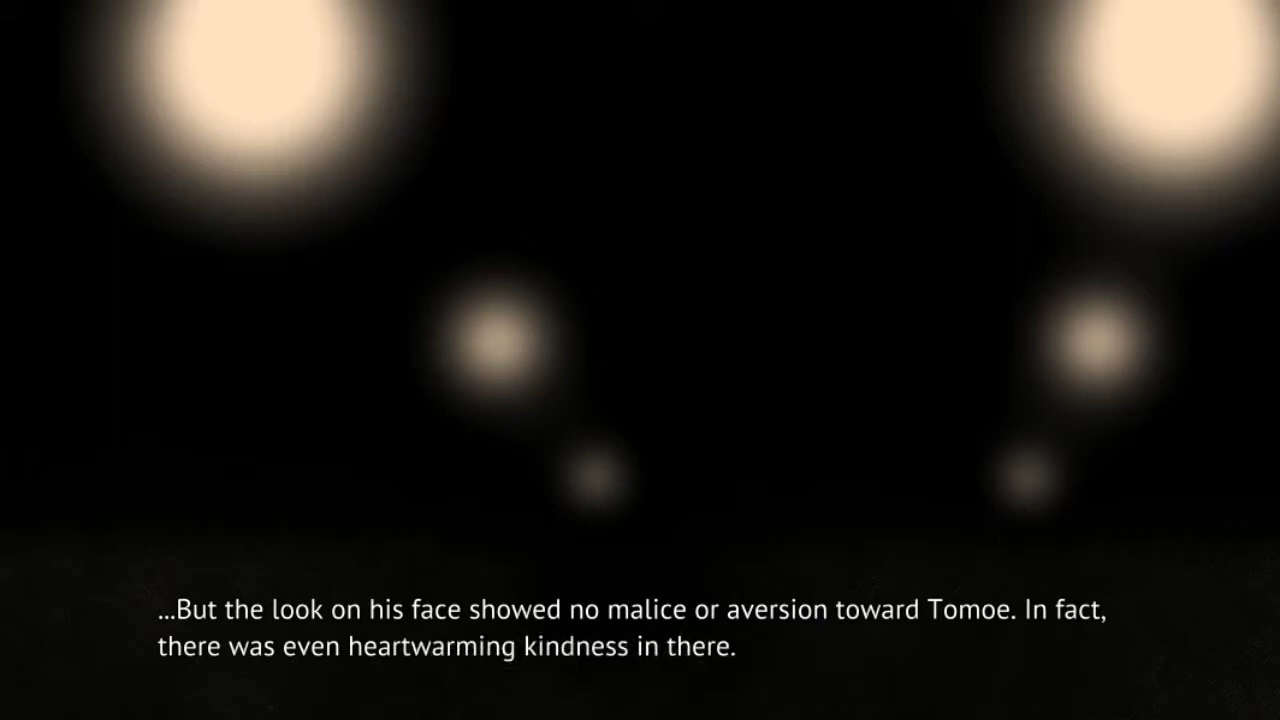 ...But the look on his face showed no malice or aversion toward Tomoe. In fact,
there was even heartwarming kindness in there.